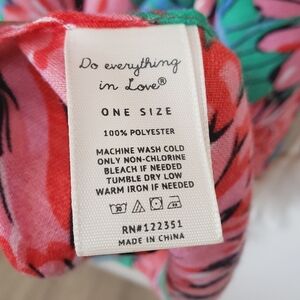 Do everything
in Love®
ONE SIZE
100% POLYESTER
MACHINE WASH COLD
ONLY NON-CHLORINE
BLEACH IF NEEDED
TUMBLE DRY LOW
WARM IRON IF NEEDED
RN#122351
MADE IN CHINA